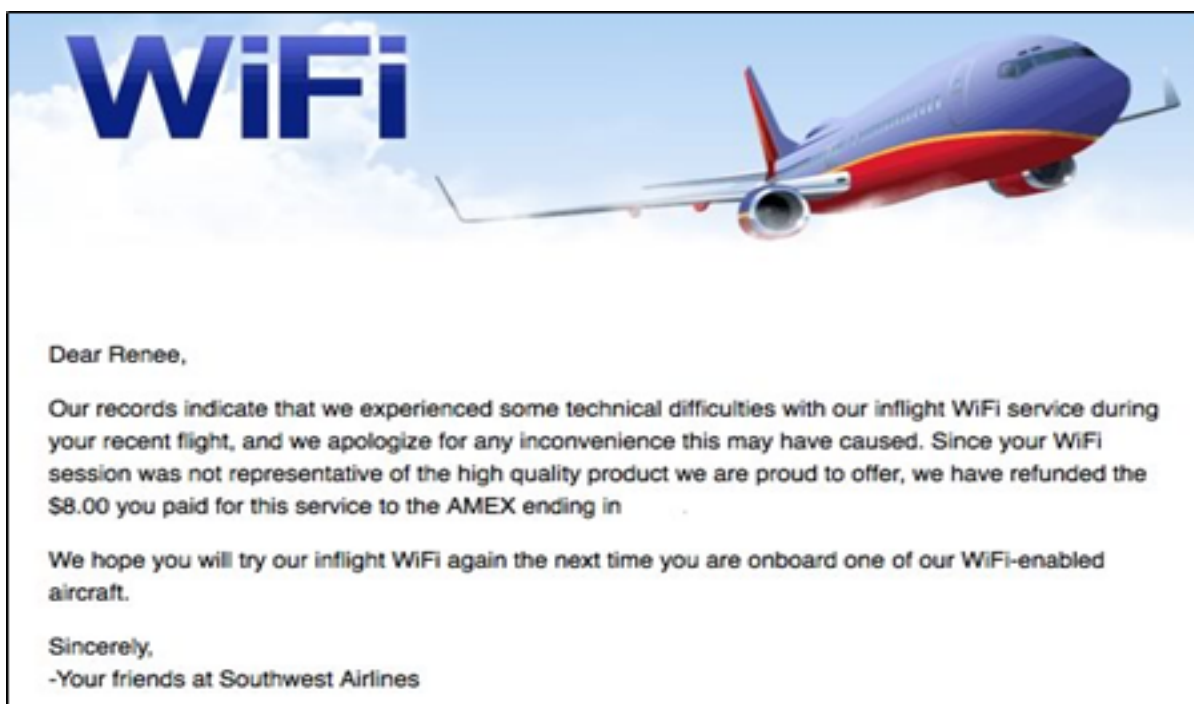 WiFi
Dear Renee,
Our records indicate that we experienced some technical difficulties with our inflight WiFi service during
your recent flight, and we apologize for any inconvenience this may have caused. Since your WiFi
session was not representative of the high quality product we are proud to offer, we have refunded the
$8.00 you paid for this service to the AMEX ending in
We hope you will try our inflight WiFi again the next time you are onboard one of our WiFi-enabled
aircraft.
Sincerely,
-Your friends at Southwest Airlines